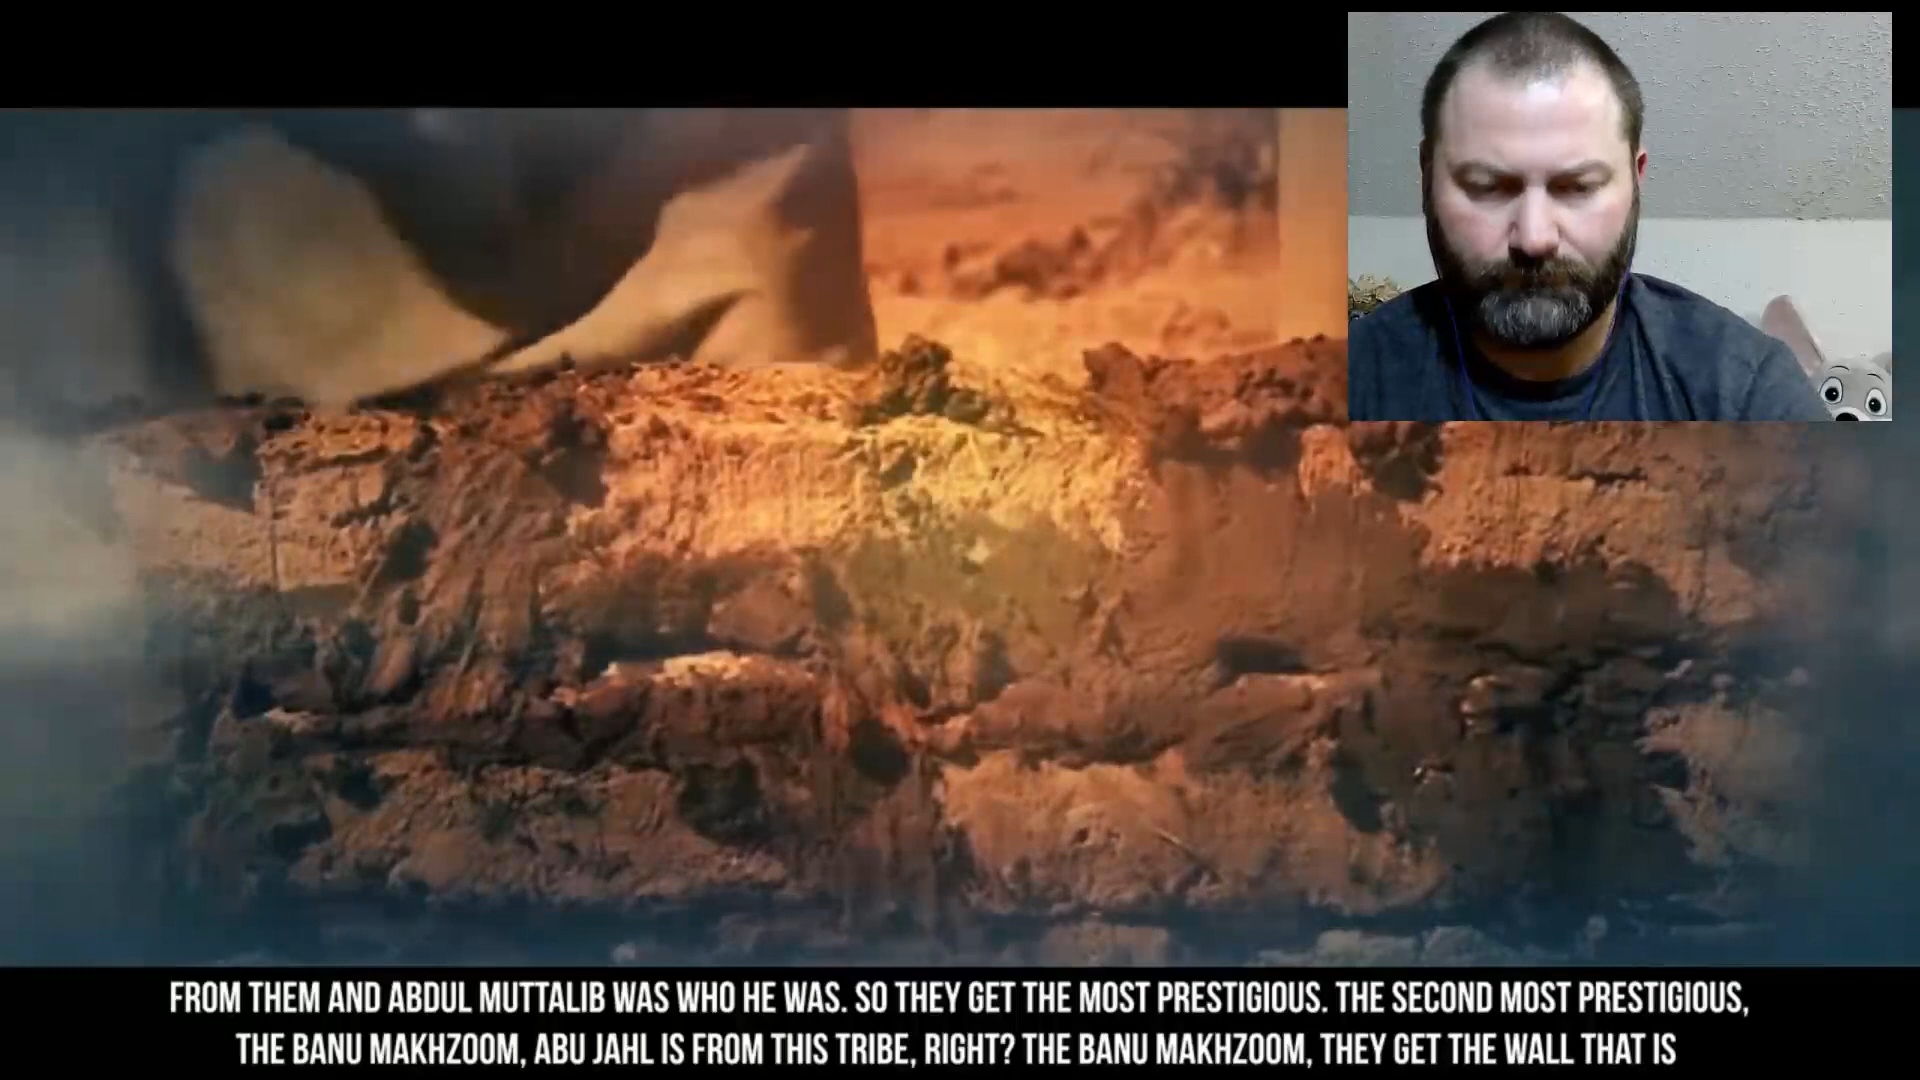 FROM THEM AND ABDUL MUTTALIB WAS WHO HE WAS. SO THEY GET THE MOST PRESTIGIOUS. THE SECOND MOST PRESTIGIOUS,
THE BANU MAKHZOOM, ABU JAHL IS FROM THIS TRIBE, RIGHT? THE BANU MAKHZOOM, THEY GET THE WALL THAT IS